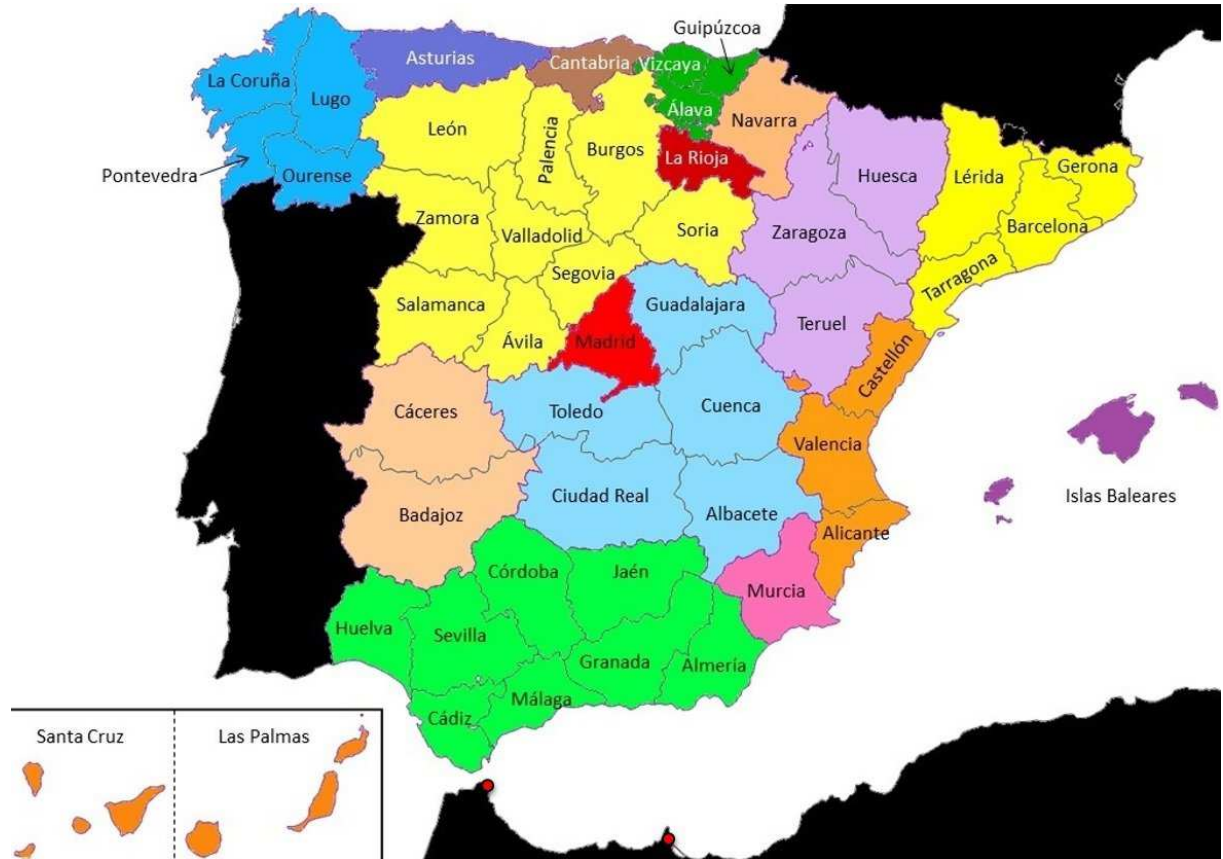 Guipúzcoa
Asturias
Cantabria
Vizcaya
La Coruña
Lugo
Álava
Navarra
León
Palencia
Burgos
La Rioja
Pontevedra
Ourense
Huesca
Lérida
Gerona
Zamora
Valladolid
Soria
Zaragoza
Barcelona
Segovia
Tarragona
Salamanca
Guadalajara
Ávila
Madrid
Teruel
Castellón
Cáceres
Toledo
Cuenca
Valencia
Ciudad Real
Islas Baleares
Badajoz
Albacete
Alicante
Córdoba
Jaén
Murcia
Huelva
Sevilla
Granada
Almería
Málaga
Cádiz
Santa Cruz
Las Palmas